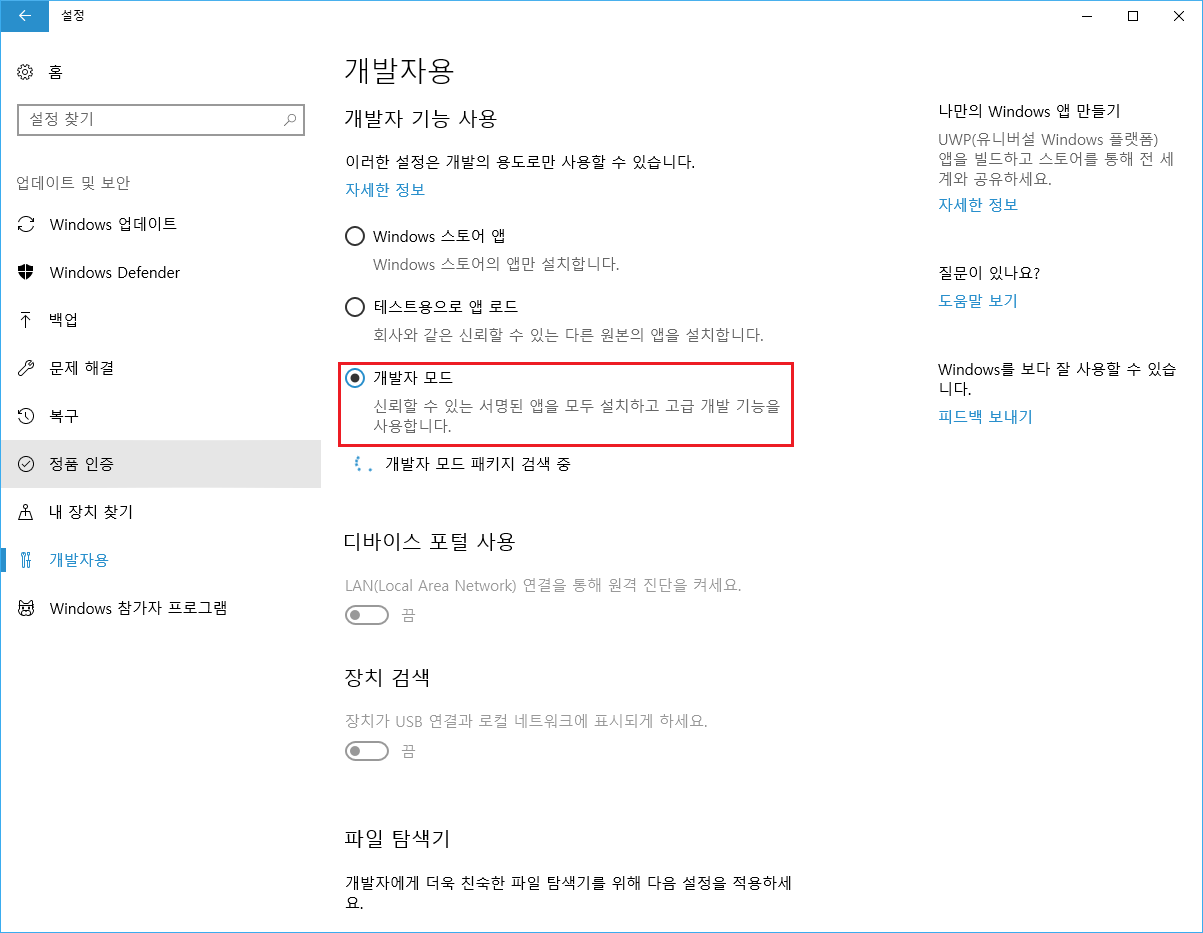 설정
홈
설정 찾기
업데이트 및 보안
Windows 업데이트
Windows Defender
백업
문제 해결
복구
정품 인증
내 장치 찾기
개발자용
Windows 참가자 프로그램
개발자용
개발자 기능 사용
이러한 설정은 개발의 용도로만 사용할 수 있습니다.
자세한 정보
Windows 스토어 앱
Windows 스토어의 앱만 설치합니다.
테스트용으로 앱 로드
회사와 같은 신뢰할 수 있는 다른 원본의 앱을 설치합니다.
개발자 모드
신뢰할 수 있는 서명된 앱을 모두 설치하고 고급 개발 기능을
사용합니다.
개발자 모드 패키지 검색 중
디바이스 포털 사용
LAN(Local Area Network) 연결을 통해 원격 진단을 켜세요.
끔
장치 검색
장치가 USB 연결과 로컬 네트워크에 표시되게 하세요.
끔
파일 탐색기
개발자에게 더욱 친숙한 파일 탐색기를 위해 다음 설정을 적용하세
요.
나만의 Windows 앱 만들기
UWP(유니버설 Windows 플랫폼)
앱을 빌드하고 스토어를 통해 전 세
계와 공유하세요.
자세한 정보
질문이 있나요?
도움말 보기
Windows를 보다 잘 사용할 수 있습
니다.
피드백 보내기